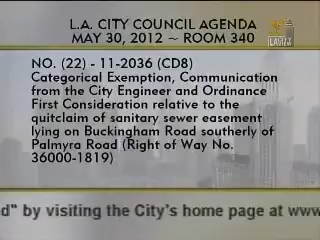 L.A. CITY COUNCIL AGENDA
MAY 30, 2012 ~ ROOM 340
NO. (22) - 11-2036 (CD8)
Categorical Exemption, Communication
from the City Engineer and Ordinance
First Consideration relative to the
quitclaim of sanitary sewer easement
lying on Buckingham Road southerly of
Palmyra Road (Right of Way No.
36000-1819)
d" by visiting the City's home page at www